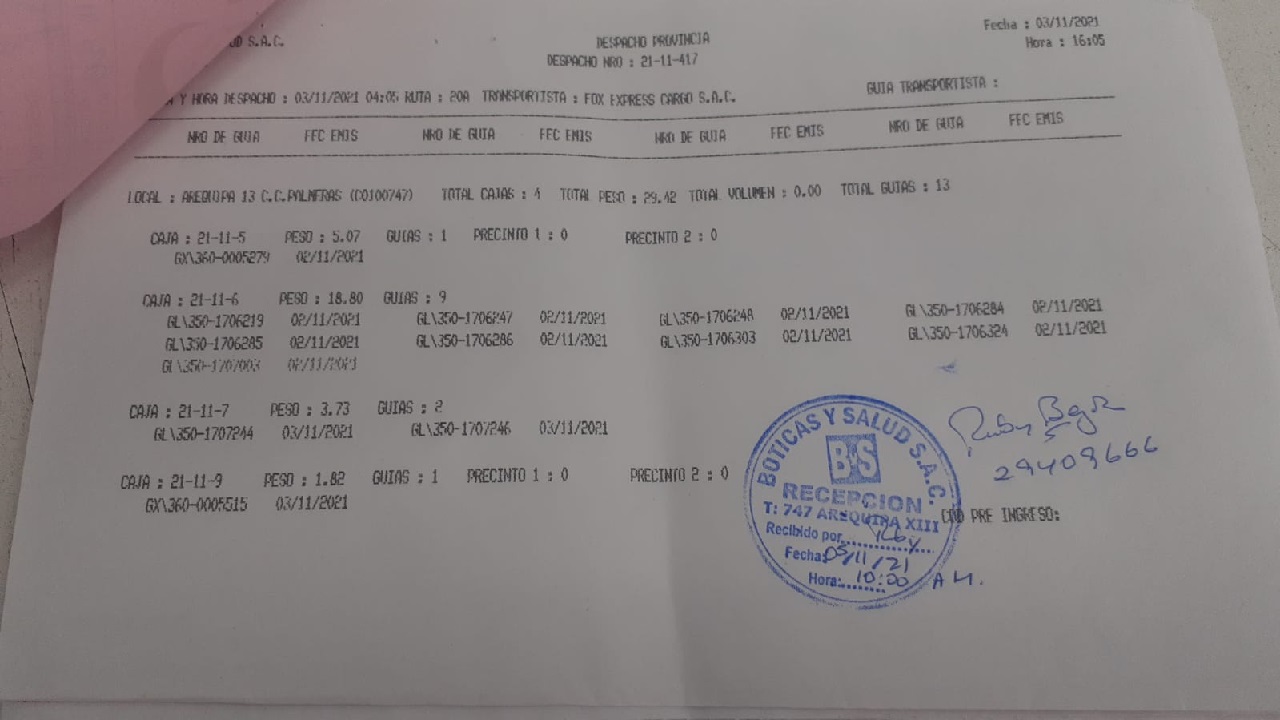 S.A.C.
Fecha : 03/11/2021
DESPACHO PROVINCIA
Hora : 16:05
DESPACHO NRO : 21-11-417
Y HORA DESPACHO : 03/11/2021 04:05 RUTA : 20A TRANSPORTISTA : FOX EXPRESS CARGO S.A.C. GUIA TRANSPORTISTA :
NRO DE GUIA FEC EMIS NRO DE GUIA FEC EMIS NRO DE GUIA FEC EMIS NRO DE GUIA FEC EMIS
LOCAL : AREQUIPA 13 C.C.PALMERAS (C0100747) TOTAL CAJAS : 4 TOTAL PESO : 29.42 TOTAL VOLUMEN : 0.00 TOTAL GUIAS : 13
CAJA : 21-11-5 PESO : 5.07 GUIAS : 1 PRECINTO 1 : 0 PRECINTO 2 : 0
GX\360-0005279 02/11/2021
CAJA : 21-11-6 PESO : 18.80 GUIAS : 9
GL\350-1706219 02/11/2021 GL\350-1706247 02/11/2021 GL\350-1706248 02/11/2021 GL\350-1706284 02/11/2021
GL\350-1706285 02/11/2021 GL\350-1706286 02/11/2021 GL\350-1706303 02/11/2021 GL\350-1706324 02/11/2021
GL\350-1707003 02/11/2021
CAJA : 21-11-7 PESO : 3.73 GUIAS : 2
GL\350-1707244 03/11/2021 GL\350-1707246 03/11/2021
CAJA : 21-11-9 PESO : 1.82 GUIAS : 1 PRECINTO 1 : 0 PRECINTO 2 : 0
GX\360-0005515 03/11/2021
29409666
BOTICAS Y SALUD S.A.C.
B&S
RECEPCION
T: 747 AREQUIPA XIII
COD PRE INGRESO:
Recibido por
Fecha: 05/11/21
Hora: 10:00 AM.